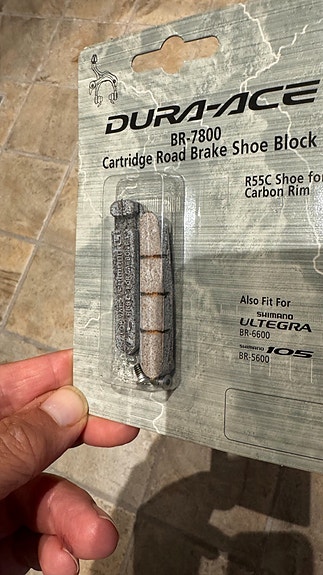 DURA-ACE
BR-7800
Cartridge Road Brake Shoe Block
R55C Shoe for
Carbon Rim
Also Fit For
SHIMANO
ULTEGRA
BR-6600
SHIMANO 105
BR-5600